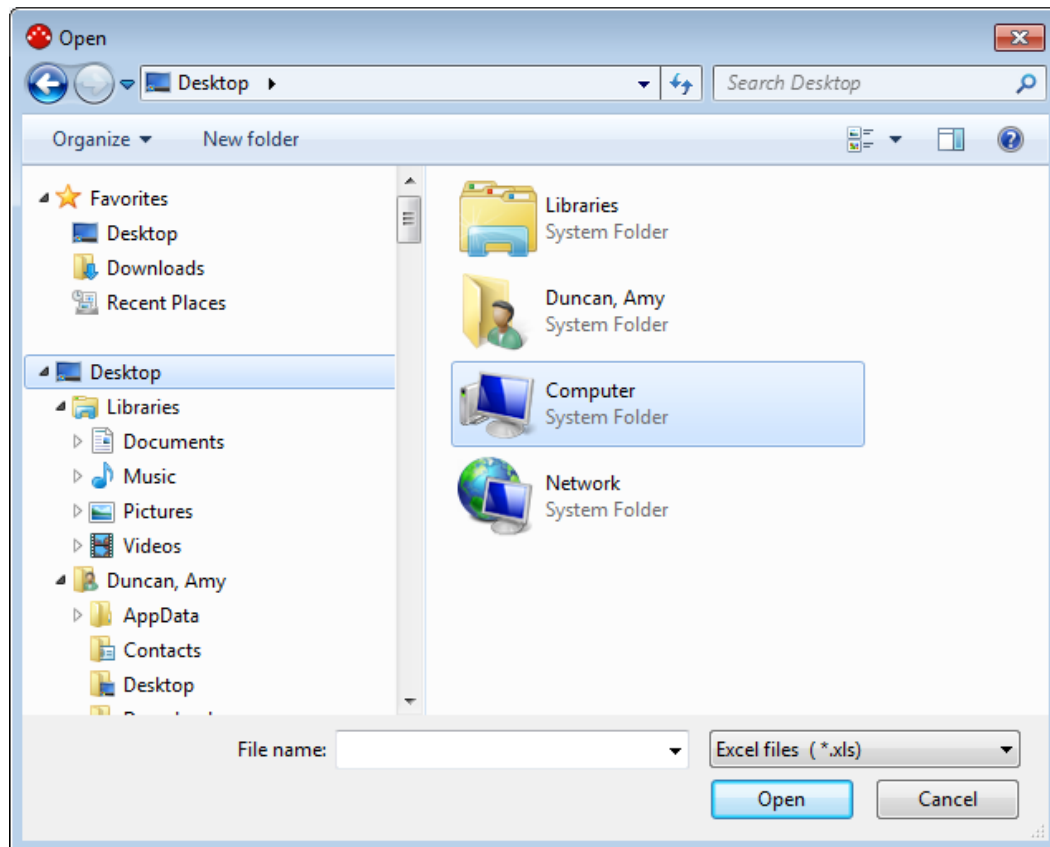 Open
Desktop
Search Desktop
Organize
New folder
Favorites
Desktop
Downloads
Recent Places
Desktop
Libraries
Documents
Music
Pictures
Videos
Duncan, Amy
AppData
Contacts
Desktop
Libraries
System Folder
Duncan, Amy
System Folder
Computer
System Folder
Network
System Folder
File name:
Excel files ( *.xls)
Open
Cancel